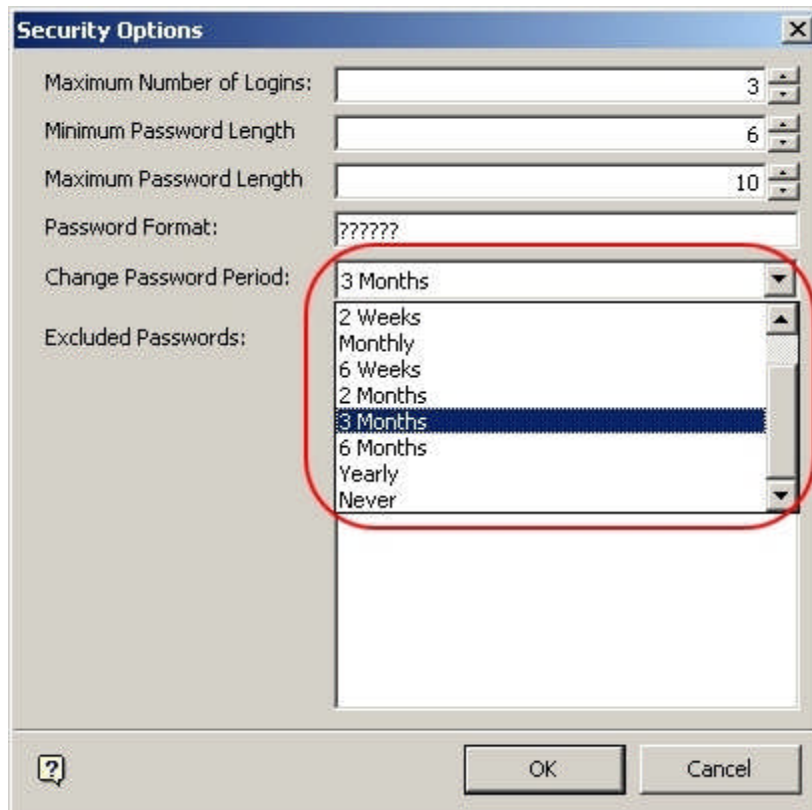 Security Options
Maximum Number of Logins: 3
Minimum Password Length 6
Maximum Password Length 10
Password Format: ??????
Change Password Period: 3 Months
Excluded Passwords:
2 Weeks
Monthly
6 Weeks
2 Months
3 Months
6 Months
Yearly
Never
OK Cancel